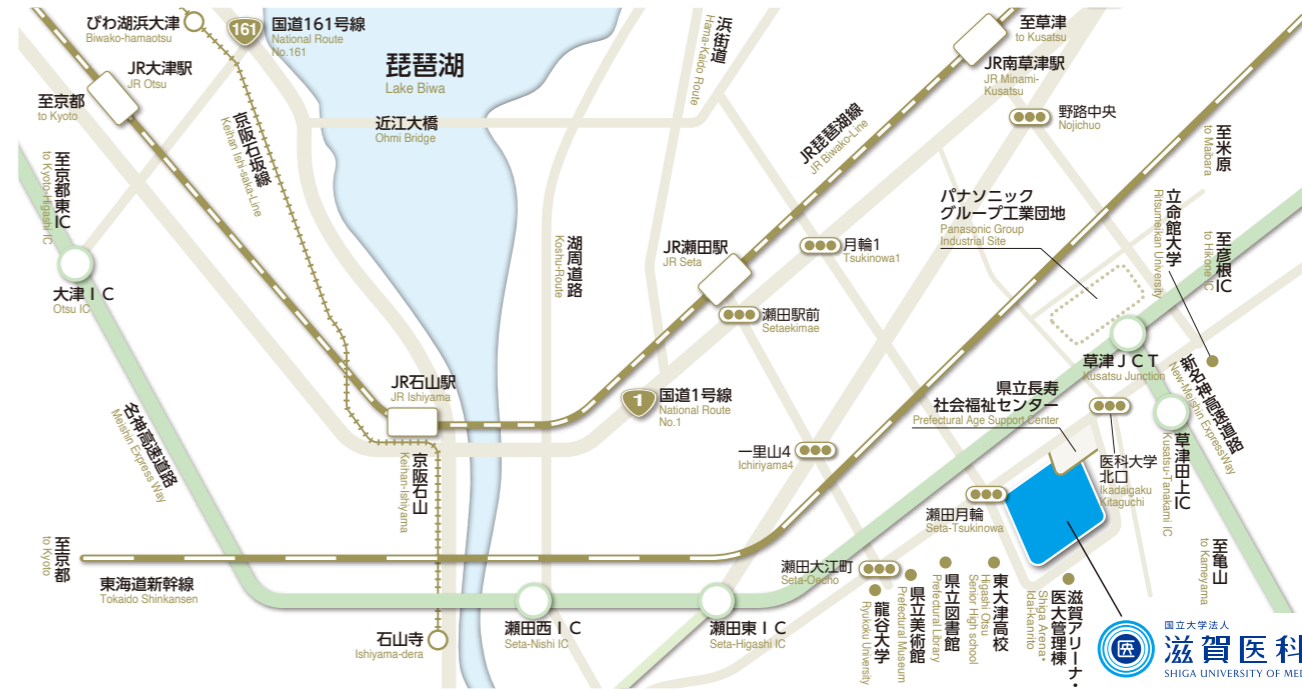 びわ湖浜大津
Biwako-hamaotsu
161
国道161号線
National Route
No.161
琵琶湖
Lake Biwa
浜街道
Hama-Kaido Route
至草津
to Kusatsu
JR大津駅
JR Otsu
JR南草津駅
JR Minami-
Kusatsu
至京都
to Kyoto
京阪石坂線
Keihan Ishi-saka-Line
近江大橋
Ohmi Bridge
JR琵琶湖線
JR Biwako-Line
野路中央
Nojichuo
至米原
to Maibara
至京都東IC
to Kyoto-Higashi IC
パナソニック
グループ工業団地
Panasonic Group
Industrial Site
立命館大学
Ritsumeikan University
至彦根IC
to Hikone IC
湖周道路
Koshu-Route
JR瀬田駅
JR Seta
月輪1
Tsukinowa1
大津IC
Otsu IC
瀬田駅前
Setaekimae
草津JCT
Kusatsu Junction
新名神高速道路
New-Meishin ExpressWay
JR石山駅
JR Ishiyama
1
国道1号線
National Route
No.1
県立長寿
社会福祉センター
Prefectural Age Support Center
名神高速道路
Meishin Express Way
京阪石山
Keihan-Ishiyama
一里山4
Ichiriyama4
医科大学
北口
Ikadaigaku
Kitaguchi
草津田上IC
Kusatsu-Tanakami IC
瀬田月輪
Seta-Tsukinowa
至京都
to Kyoto
東海道新幹線
Tokaido Shinkansen
瀬田大江町
Seta-Oecho
至亀山
to Kameyama
石山寺
Ishiyama-dera
瀬田西IC
Seta-Nishi IC
瀬田東IC
Seta-Higashi IC
龍谷大学
Ryukoku University
県立美術館
Prefectural Museum
県立図書館
Prefectural Library
東大津高校
Higashi Otsu
Senior High school
滋賀アリーナ・
医大管理棟
Shiga Arena・
Idai-kanrito
医
国立大学法人
滋賀医科
SHIGA UNIVERSITY OF MED